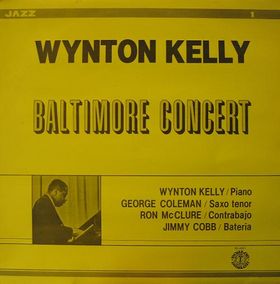 JAZZ 1
WYNTON KELLY
BALTIMORE CONCERT
WYNTON KELLY / Piano
GEORGE COLEMAN / Saxo tenor
RON McCLURE / Contrabajo
JIMMY COBB / Bateria